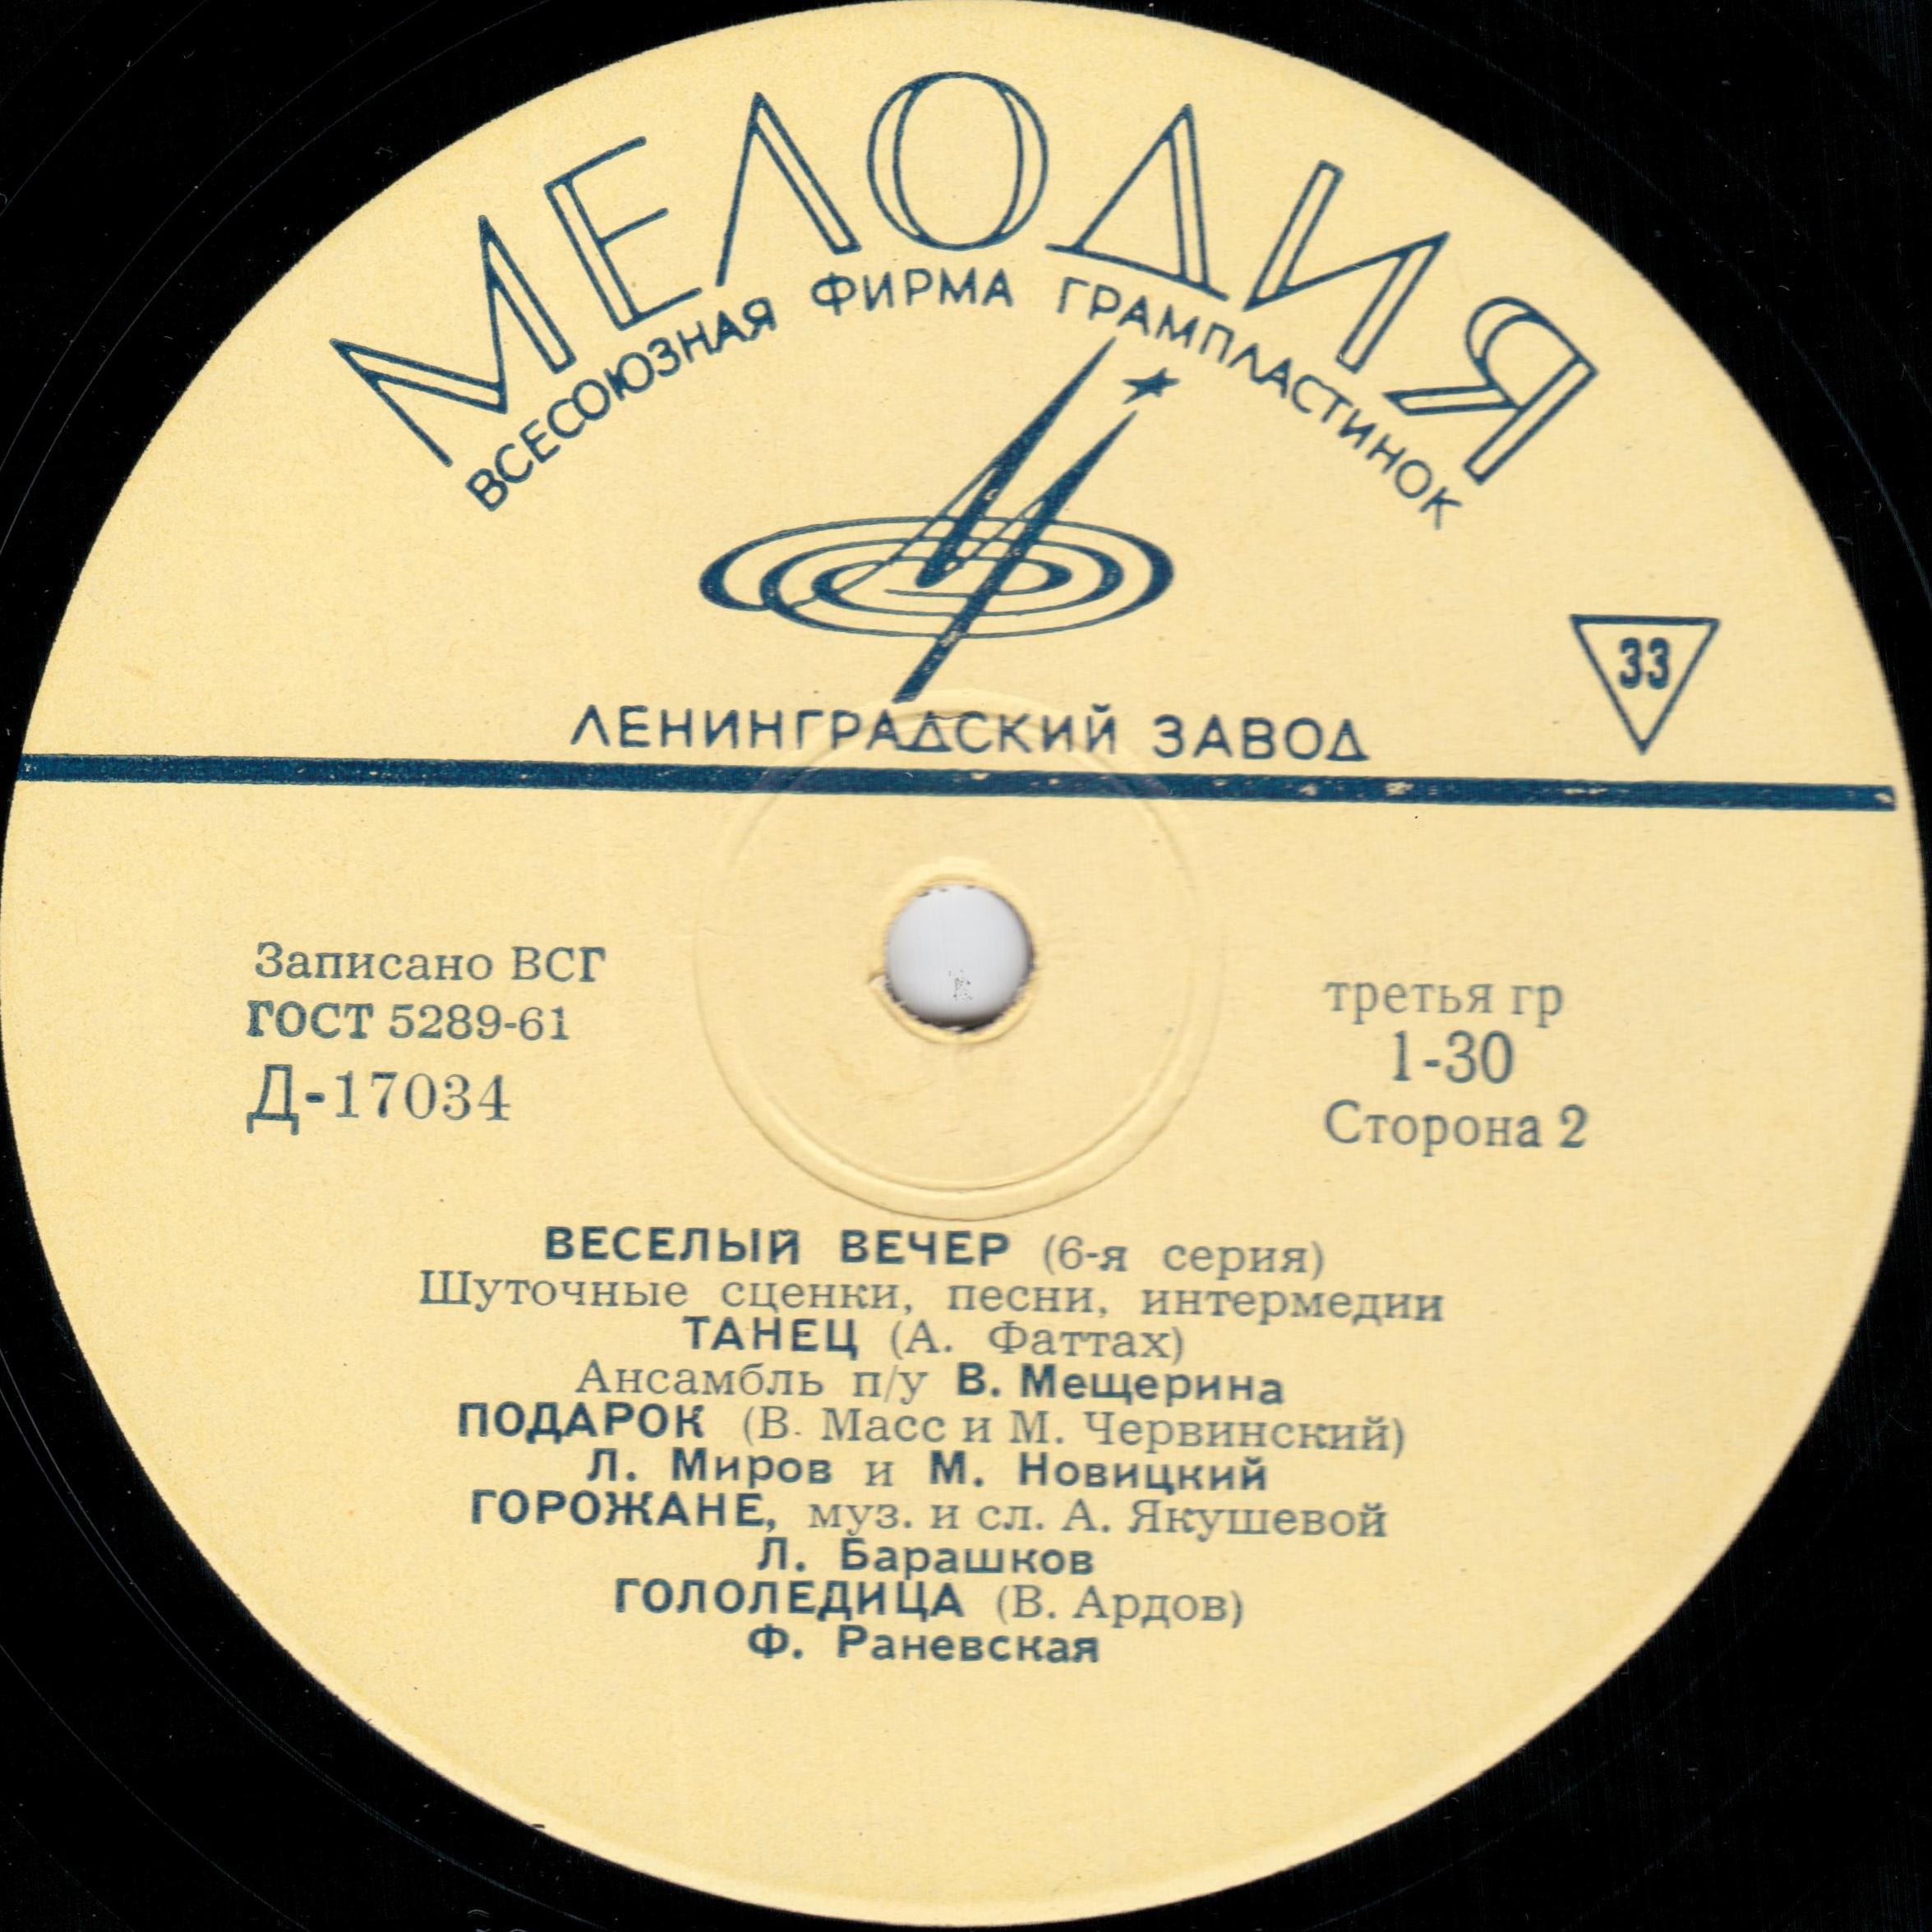 МЕЛОДИЯ
ВСЕСОЮЗНАЯ ФИРМА ГРАМПЛАСТИНОК
33
ЛЕНИНГРАДСКИЙ ЗАВОД
Записано ВСГ
ГОСТ 5289-61
Д-17034
третья гр
1-30
Сторона 2
ВЕСЕЛЫЙ ВЕЧЕР (6-я серия)
Шуточные сценки, песни, интермедии
ТАНЕЦ (А. Фаттах)
Ансамбль п/у В. Мещерина
ПОДАРОК (В. Масс и М. Червинский)
Л. Миров и М. Новицкий
ГОРОЖАНЕ, муз. и сл. А. Якушевой
Л. Барашков
ГОЛОЛЕДИЦА (В. Ардов)
Ф. Раневская